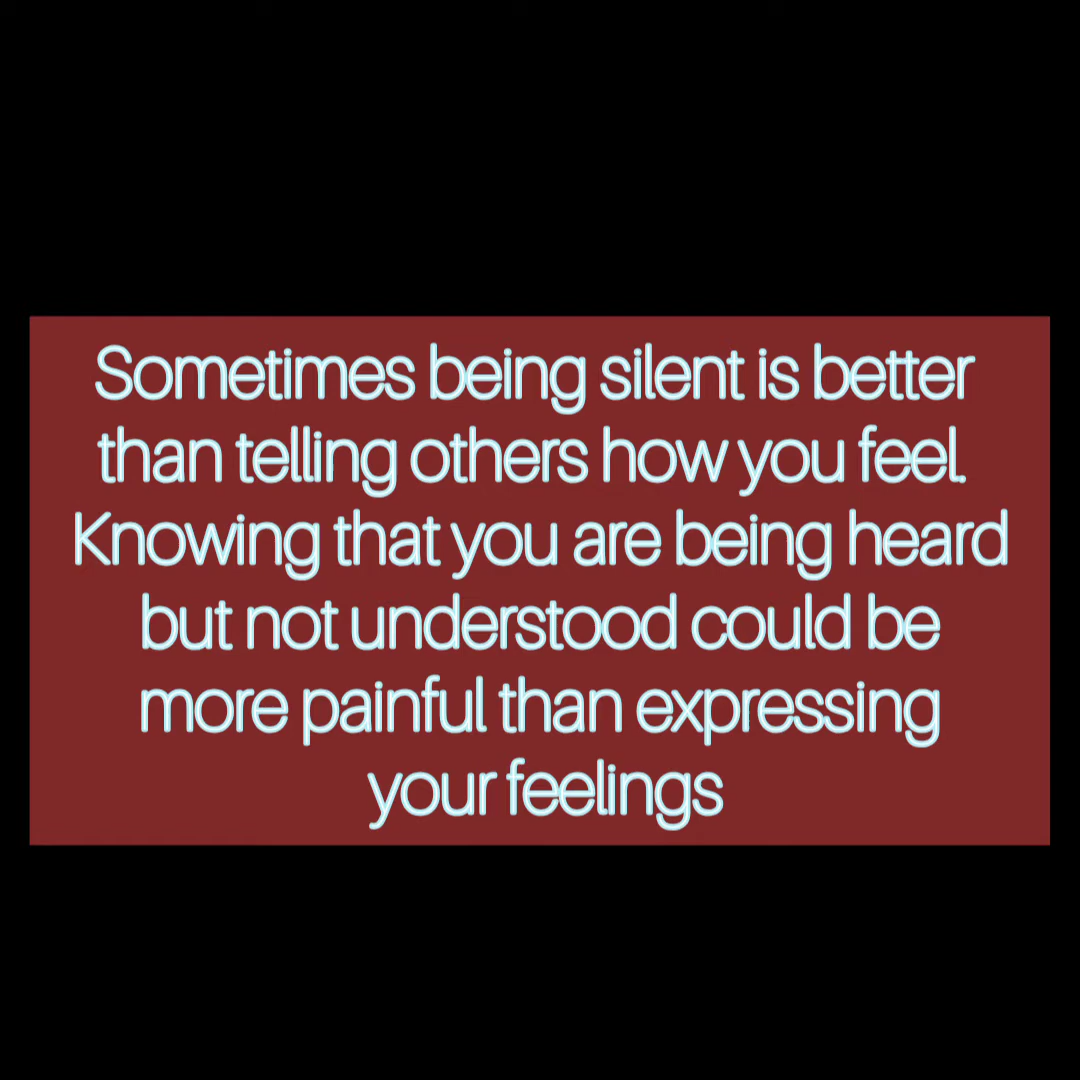 Sometimes being silent is better
than telling others how you feel.
Knowing that you are being heard
but not understood could be
more painful than expressing
your feelings